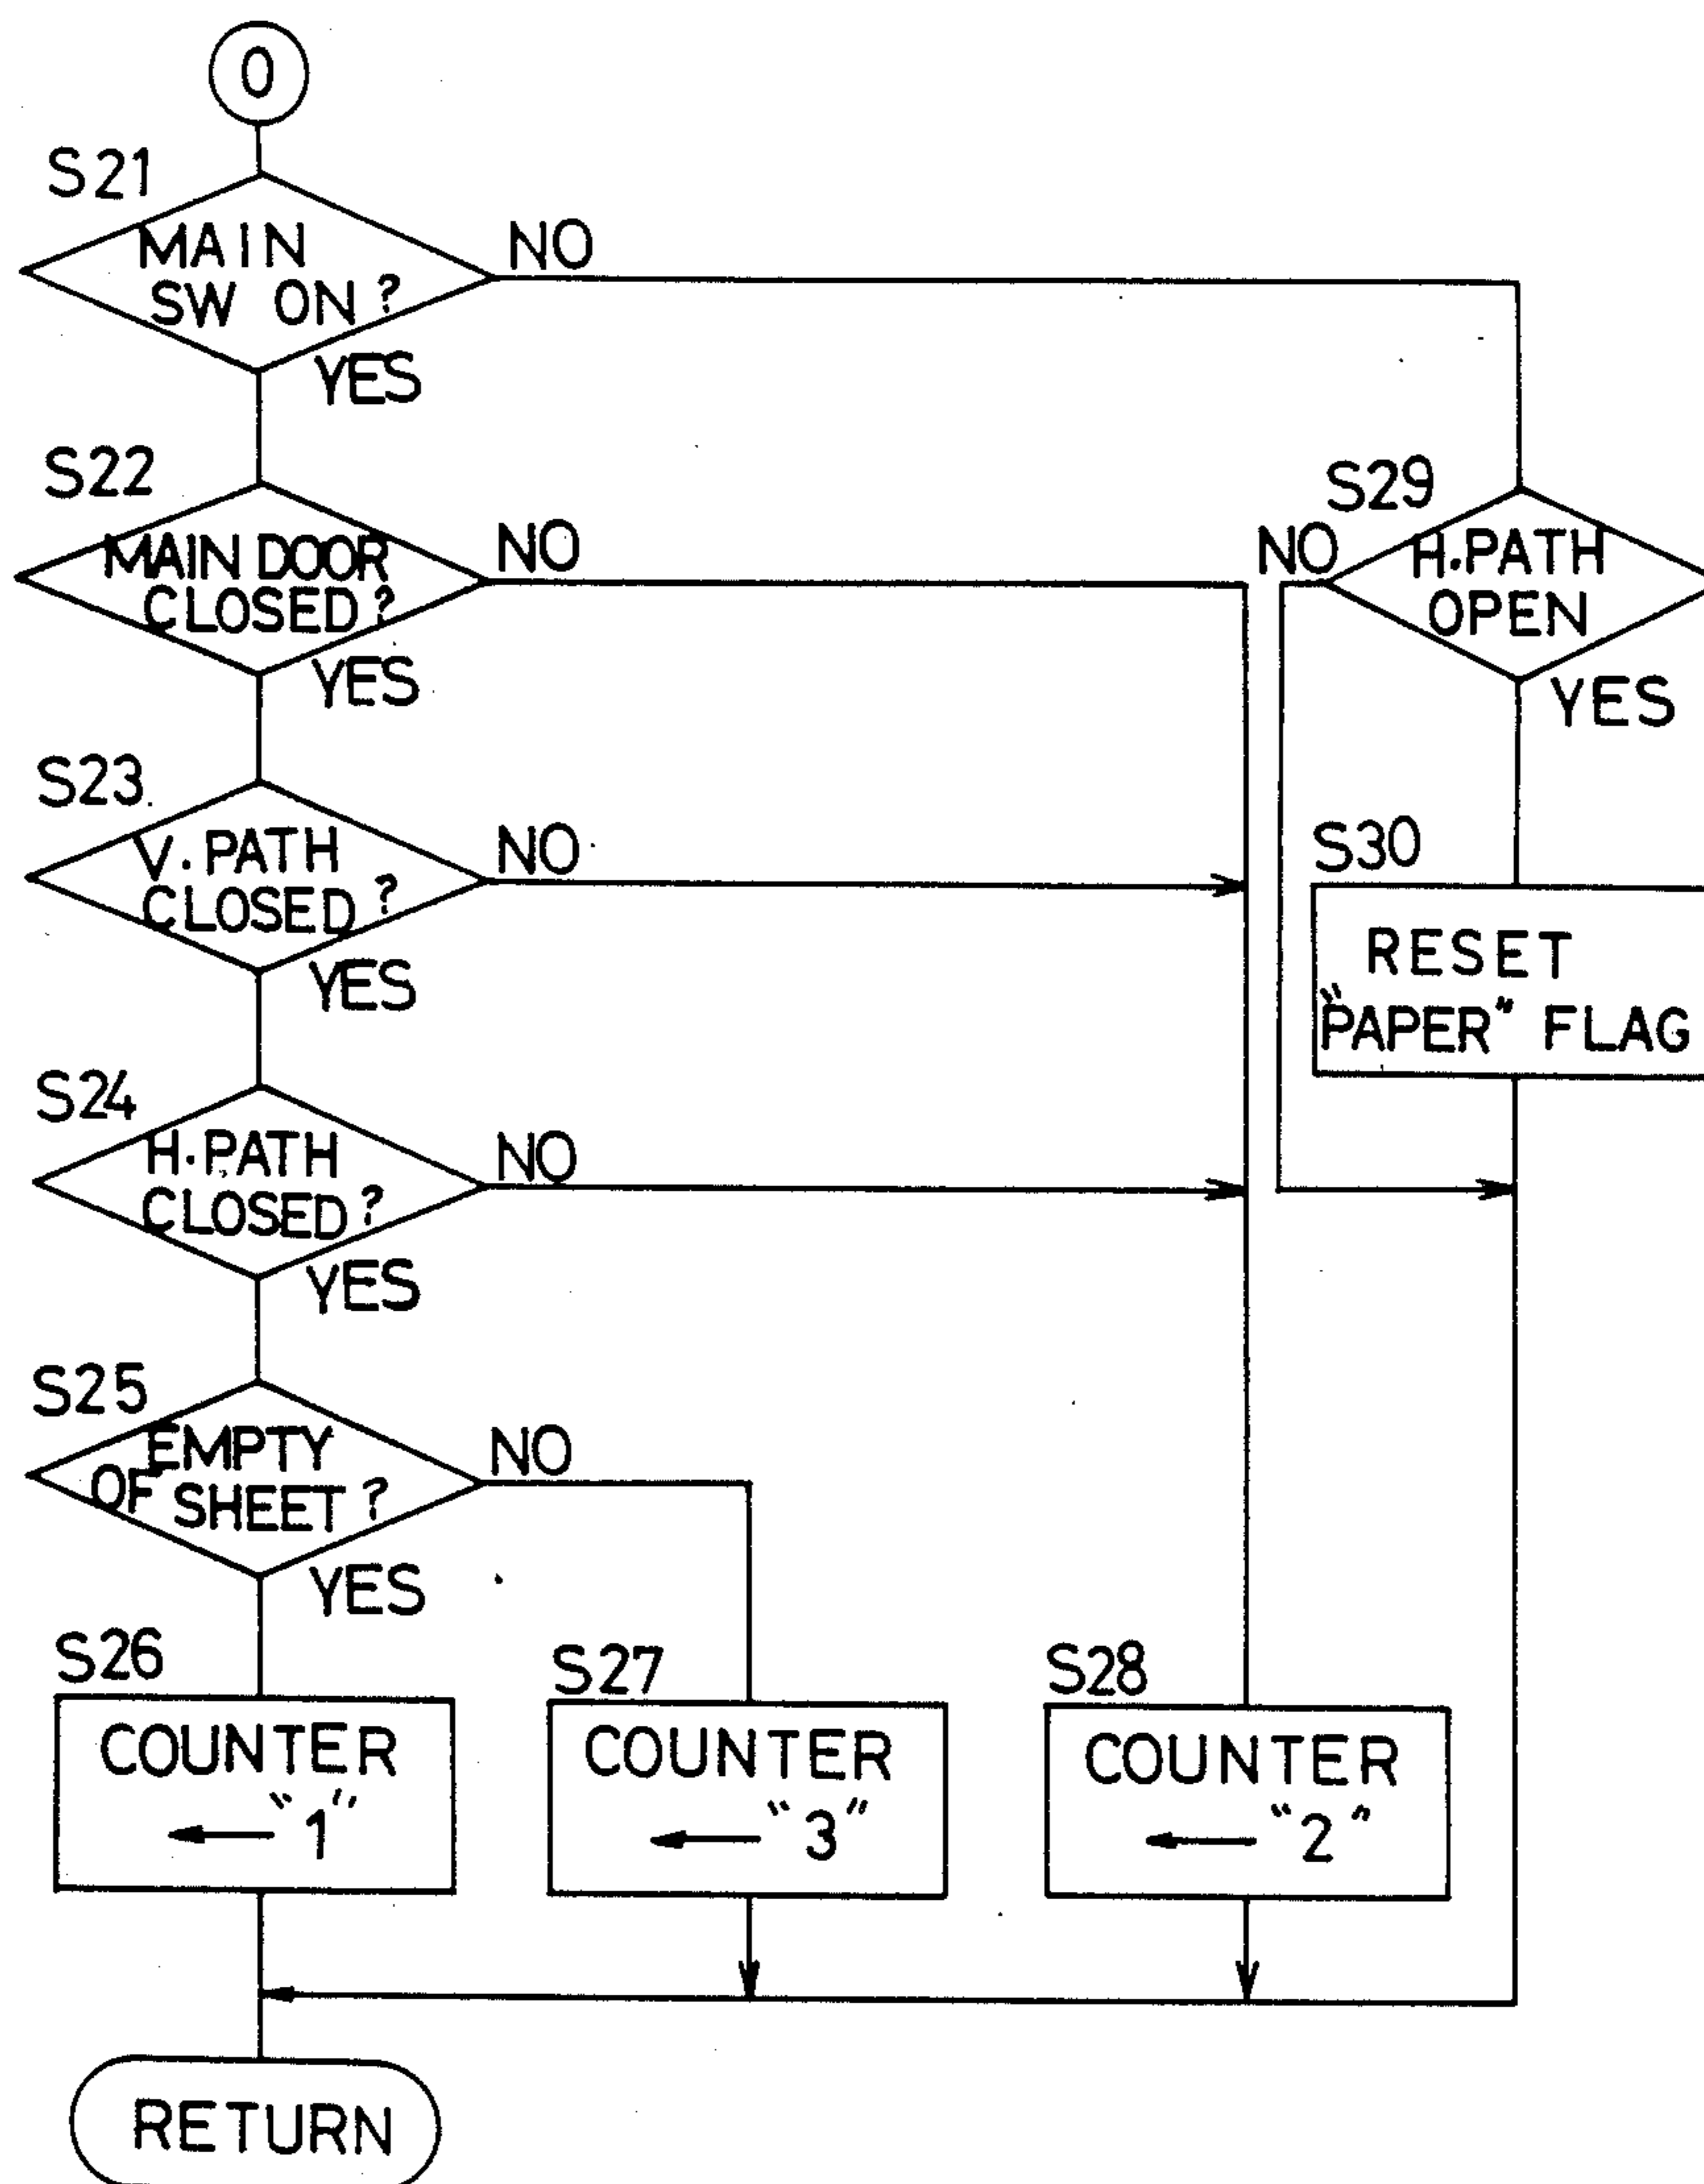 0
S21
MAIN
SW ON?
NO
YES
S22
MAIN DOOR
CLOSED?
NO
YES
S29
NO
H.PATH
OPEN
YES
S23
V. PATH
CLOSED?
NO
YES
S30
RESET
"PAPER" FLAG
S24
H.PATH
CLOSED?
NO
YES
S25
EMPTY
OF SHEET?
NO
YES
S26
COUNTER
← "1"
S27
COUNTER
← "3"
S28
COUNTER
← "2"
RETURN